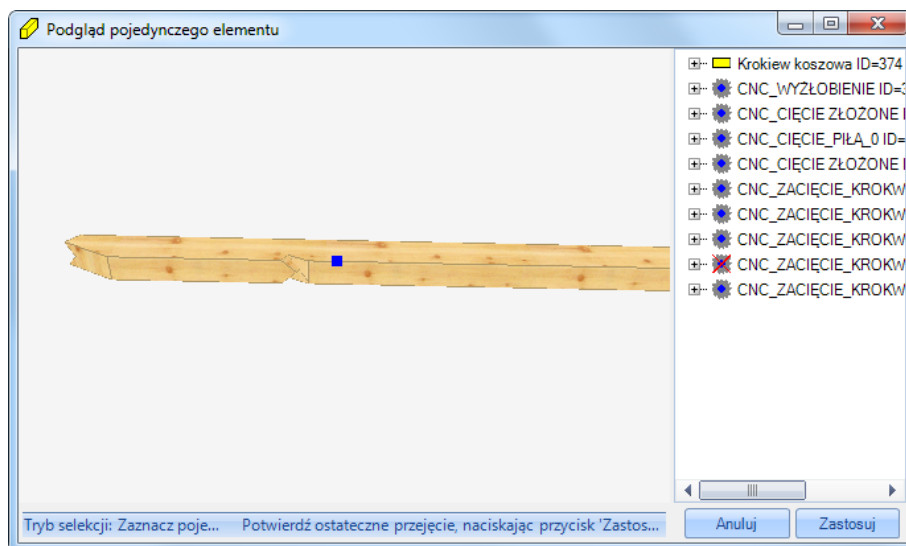 Podgląd pojedynczego elementu
Krokiew koszowa ID=374
CNC_WYŻŁOBIENIE ID=3
CNC_CIĘCIE ZŁOŻONE I
CNC_CIĘCIE_PIŁĄ_0 ID=
CNC_CIĘCIE ZŁOŻONE I
CNC_ZACIĘCIE_KROKW
CNC_ZACIĘCIE_KROKW
CNC_ZACIĘCIE_KROKW
CNC_ZACIĘCIE_KROKW
CNC_ZACIĘCIE_KROKW
Tryb selekcji: Zaznacz poje... Potwierdź ostateczne przejęcie, naciskając przycisk 'Zastos... Anuluj Zastosuj